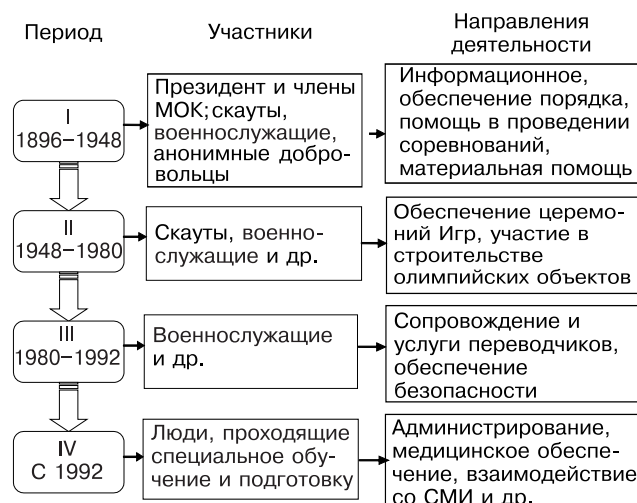 Период
Участники
Направления
деятельности
I
1896–1948
Президент и члены
МОК; скауты,
военнослужащие,
анонимные добро-
вольцы
Информационное,
обеспечение порядка,
помощь в проведении
соревнований,
материальная помощь
II
1948–1980
Скауты, военно-
служащие и др.
Обеспечение церемо-
ний Игр, участие в
строительстве
олимпийских объектов
III
1980–1992
Военнослужащие
и др.
Сопровождение и
услуги переводчиков,
обеспечение
безопасности
IV
С 1992
Люди, проходящие
специальное обу-
чение и подготовку
Администрирование,
медицинское обеспе-
чение, взаимодействие
со СМИ и др.